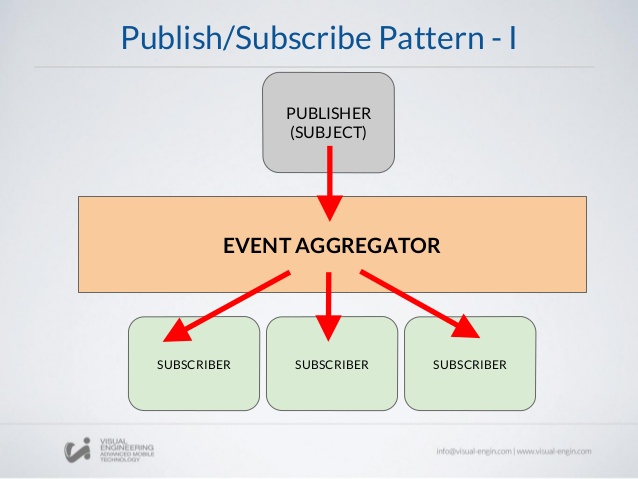 Publish/Subscribe Pattern - I
PUBLISHER
(SUBJECT)
EVENT AGGREGATOR
SUBSCRIBER
SUBSCRIBER
SUBSCRIBER
VISUAL
ENGINEERING
ADVANCED MOBILE
TECHNOLOGY
info@visual-engin.com | www.visual-engin.com